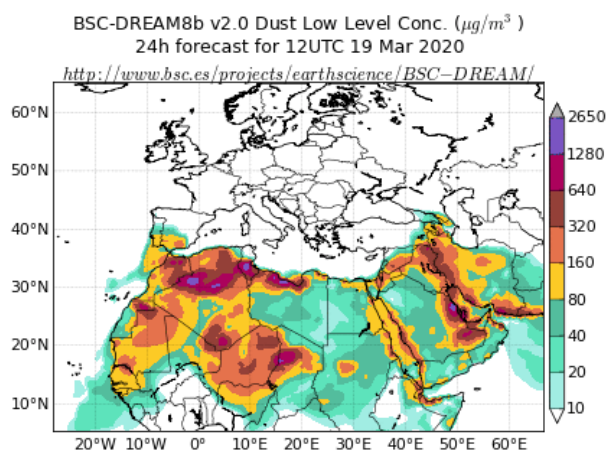 BSC-DREAM8b v2.0 Dust Low Level Conc. (μg/m³ )
24h forecast for 12UTC 19 Mar 2020
http://www.bsc.es/projects/earthscience/BSC−DREAM/
60°N
50°N
40°N
30°N
20°N
10°N
20°W 10°W 0° 10°E 20°E 30°E 40°E 50°E 60°E
2650
1280
640
320
160
80
40
20
10